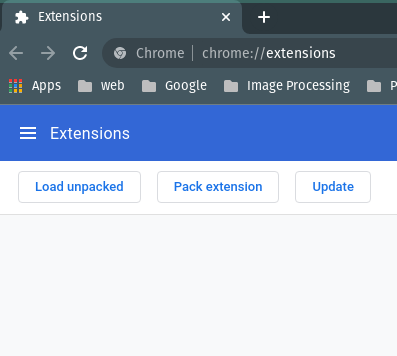 Extensions
Chrome | chrome://extensions
Apps web Google Image Processing P
Extensions
Load unpacked Pack extension Update